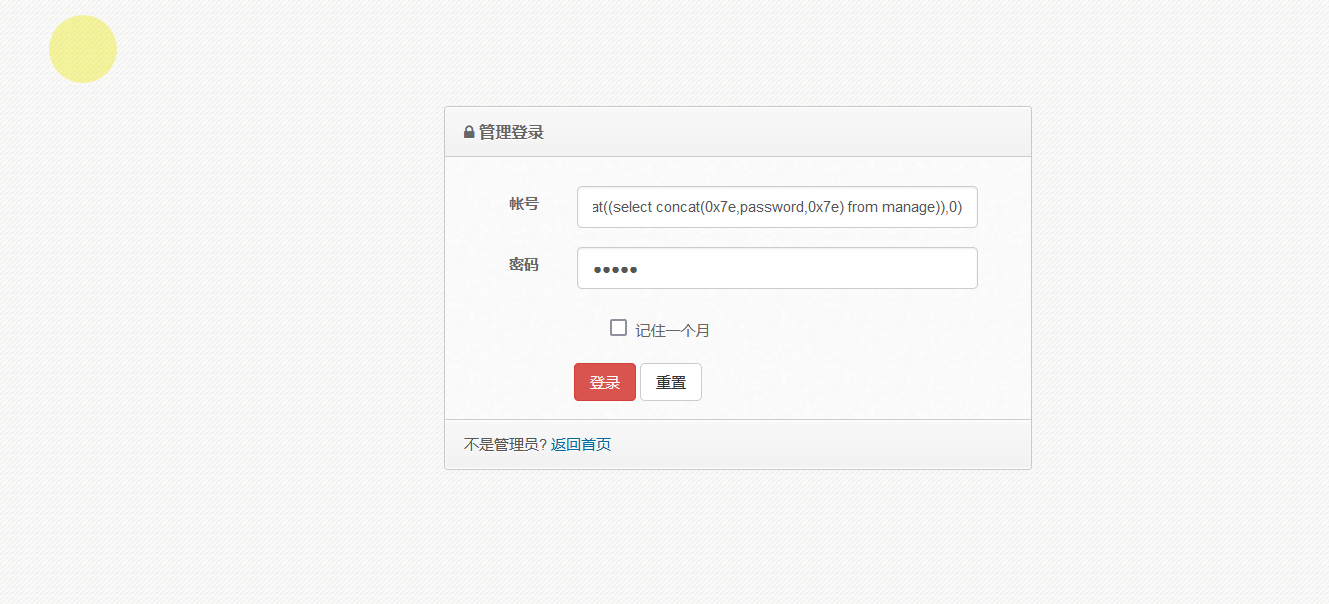 管理登录
帐号
at((select concat(0x7e,password,0x7e) from manage)),0)
密码
●●●●●
记住一个月
登录 重置
不是管理员? 返回首页